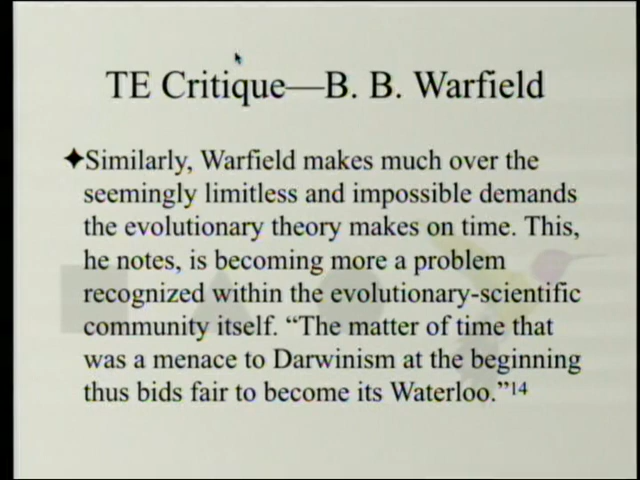 TE Critique—B. B. Warfield
✦Similarly, Warfield makes much over the
seemingly limitless and impossible demands
the evolutionary theory makes on time. This,
he notes, is becoming more a problem
recognized within the evolutionary-scientific
community itself. “The matter of time that
was a menace to Darwinism at the beginning
thus bids fair to become its Waterloo.”14